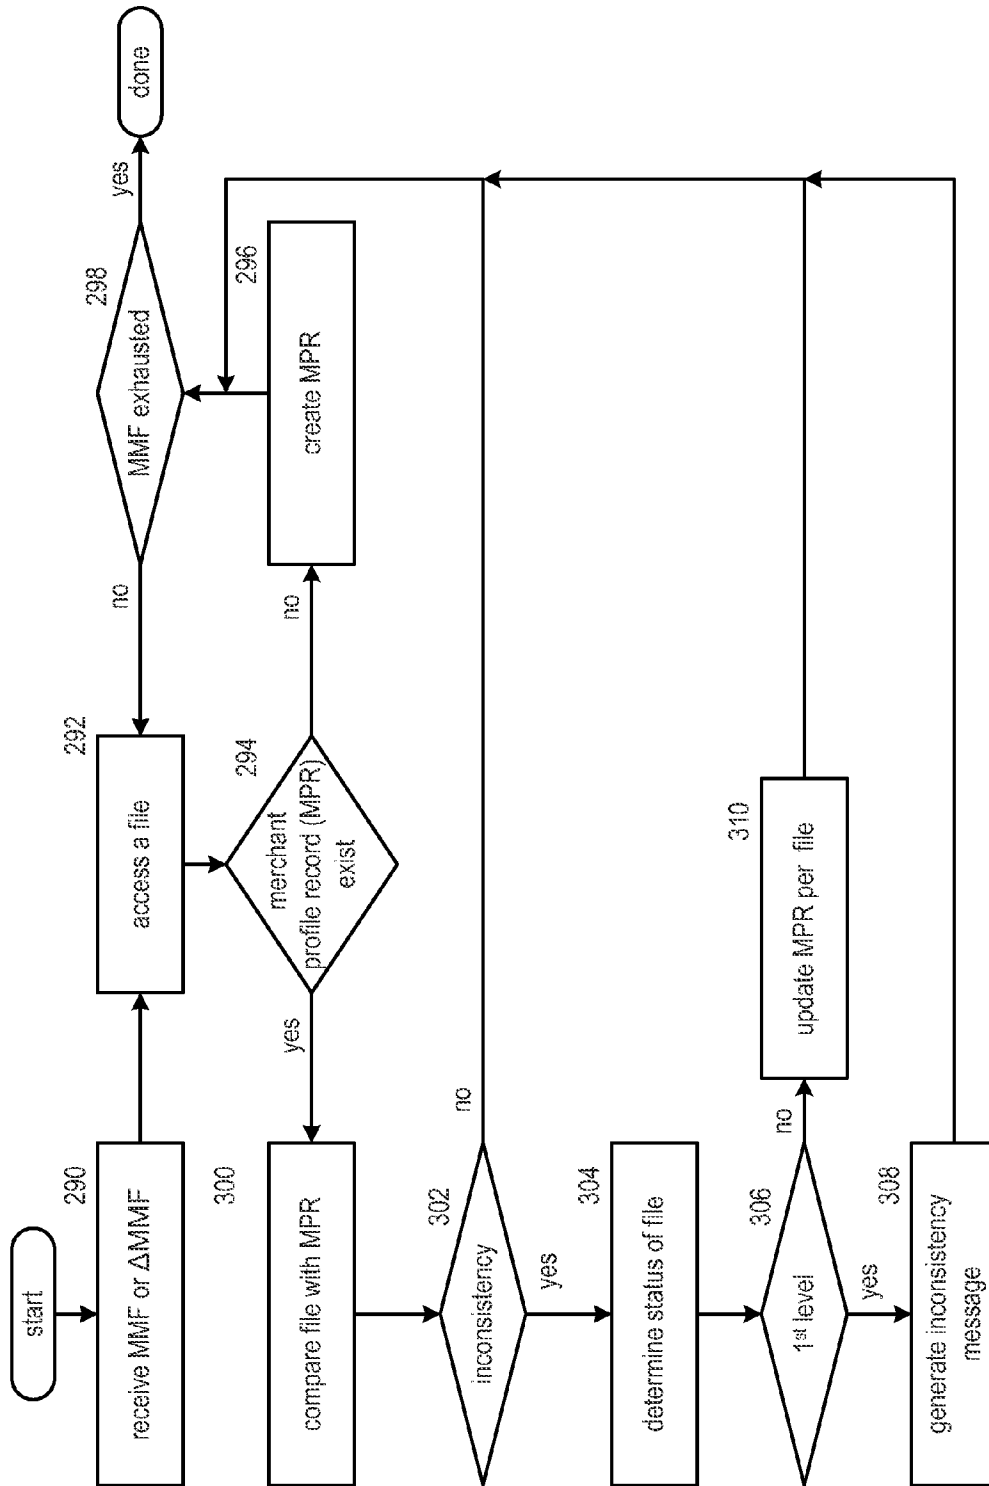 start
290
receive MMF or ΔMMF
292
access a file
no
298
MMF exhausted
yes
done
294
merchant
profile record (MPR)
exist
no
296
create MPR
yes
300
compare file with MPR
302
inconsistency
no
yes
304
determine status of file
306
1st level
no
310
update MPR per file
yes
308
generate inconsistency
message